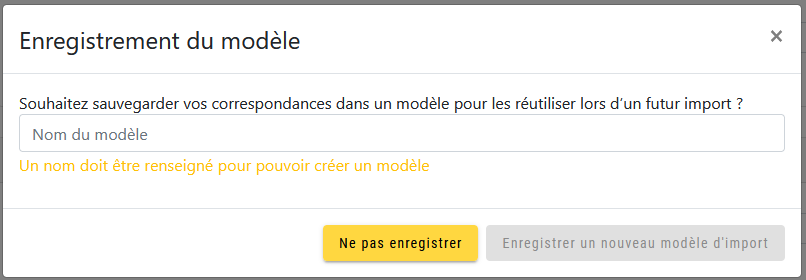 Enregistrement du modèle
×
Souhaitez sauvegarder vos correspondances dans un modèle pour les réutiliser lors d’un futur import ?
Nom du modèle
Un nom doit être renseigné pour pouvoir créer un modèle
Ne pas enregistrer
Enregistrer un nouveau modèle d'import